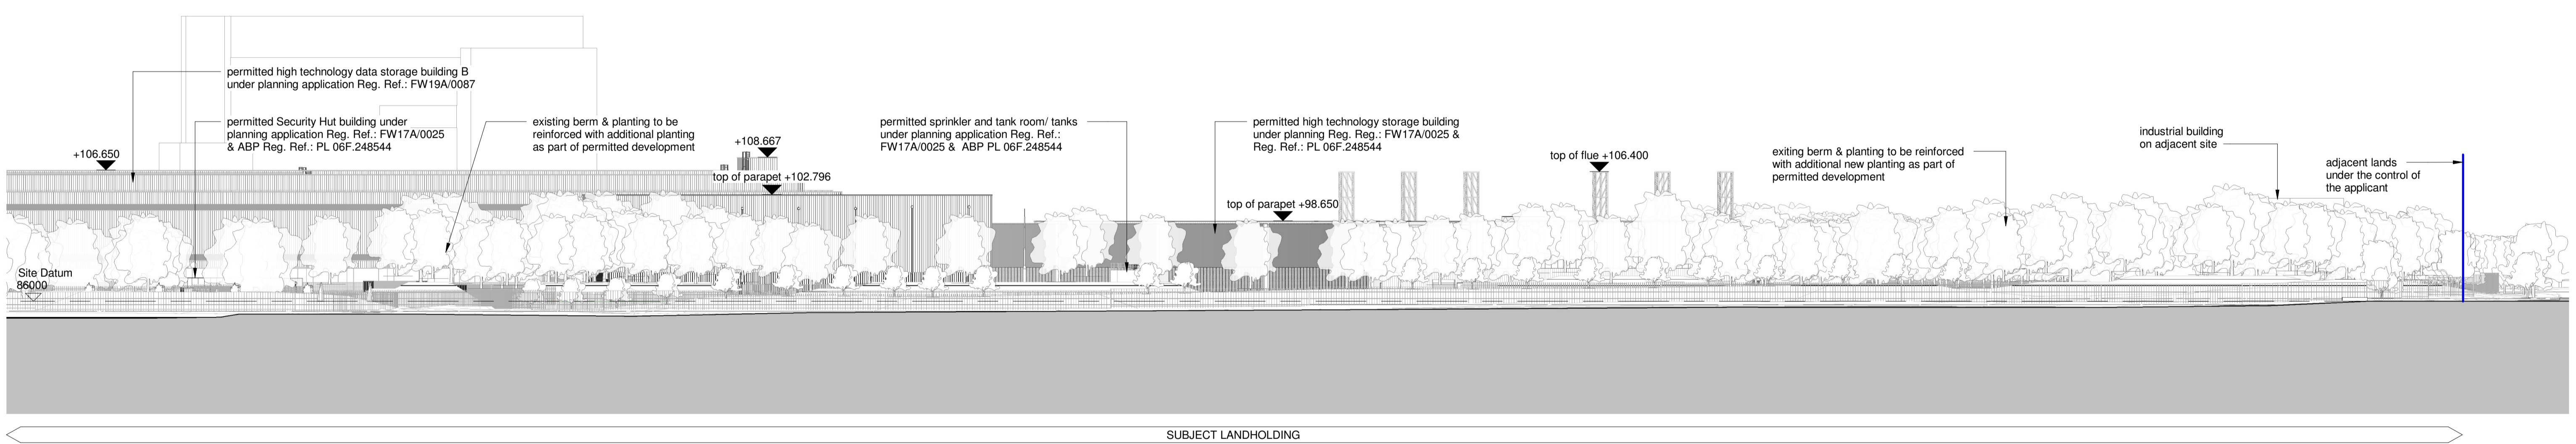 permitted high technology data storage building B
under planning application Reg. Ref.: FW19A/0087
permitted Security Hut building under
planning application Reg. Ref.: FW17A/0025
& ABP Reg. Ref.: PL 06F.248544
existing berm & planting to be
reinforced with additional planting
as part of permitted development
+106.650
+108.667
top of parapet +102.796
permitted sprinkler and tank room/ tanks
under planning application Reg. Ref.:
FW17A/0025 & ABP PL 06F.248544
permitted high technology storage building
under planning Reg. Reg.: FW17A/0025 &
Reg. Ref.: PL 06F.248544
top of parapet +98.650
top of flue +106.400
exiting berm & planting to be reinforced
with additional new planting as part of
permitted development
industrial building
on adjacent site
adjacent lands
under the control of
the applicant
Site Datum
86000
SUBJECT LANDHOLDING